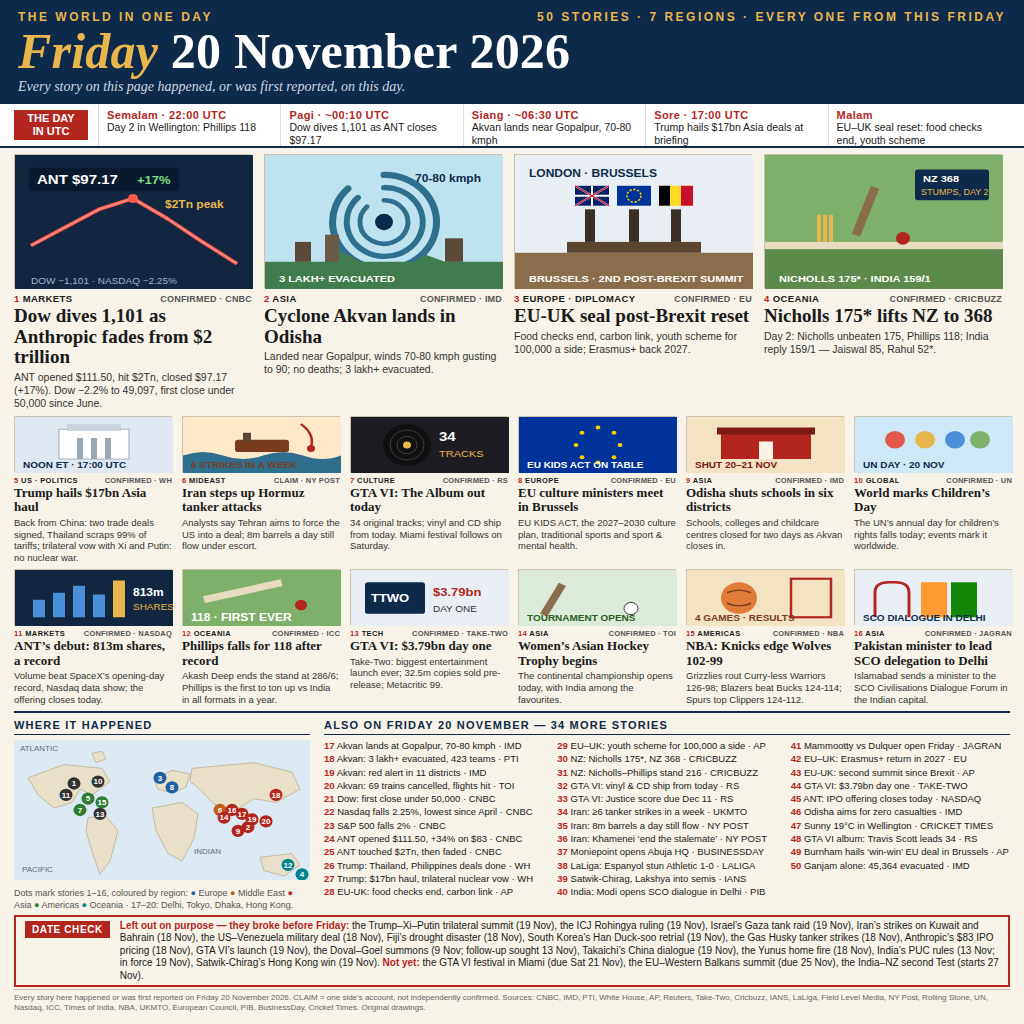 THE WORLD IN ONE DAY
50 STORIES · 7 REGIONS · EVERY ONE FROM THIS FRIDAY
Friday 20 November 2026
Every story on this page happened, or was first reported, on this day.
THE DAY
IN UTC
Semalam · 22:00 UTC
Day 2 in Wellington: Phillips 118
Pagi · ~00:10 UTC
Dow dives 1,101 as ANT closes
$97.17
Siang · ~06:30 UTC
Akvan lands near Gopalpur, 70-80
kmph
Sore · 17:00 UTC
Trump hails $17bn Asia deals at
briefing
Malam
EU–UK seal reset: food checks
end, youth scheme
ANT $97.17 +17%
$2Tn peak
DOW −1,101 · NASDAQ −2.25%
1 MARKETS CONFIRMED · CNBC
Dow dives 1,101 as
Anthropic fades from $2
trillion
ANT opened $111.50, hit $2Tn, closed $97.17
(+17%). Dow −2.2% to 49,097, first close under
50,000 since June.
70-80 kmph
3 LAKH+ EVACUATED
2 ASIA CONFIRMED · IMD
Cyclone Akvan lands in
Odisha
Landed near Gopalpur, winds 70-80 kmph gusting
to 90; no deaths; 3 lakh+ evacuated.
LONDON · BRUSSELS
BRUSSELS · 2ND POST-BREXIT SUMMIT
3 EUROPE · DIPLOMACY CONFIRMED · EU
EU-UK seal post-Brexit reset
Food checks end, carbon link, youth scheme for
100,000 a side; Erasmus+ back 2027.
NZ 368
STUMPS, DAY 2
NICHOLLS 175* · INDIA 159/1
4 OCEANIA CONFIRMED · CRICBUZZ
Nicholls 175* lifts NZ to 368
Day 2: Nicholls unbeaten 175, Phillips 118; India
reply 159/1 — Jaiswal 85, Rahul 52*.
NOON ET · 17:00 UTC
5 US · POLITICS CONFIRMED · WH
Trump hails $17bn Asia
haul
Back from China: two trade deals
signed, Thailand scraps 99% of
tariffs; trilateral vow with Xi and Putin:
no nuclear war.
6 STRIKES IN A WEEK
6 MIDEAST CLAIM · NY POST
Iran steps up Hormuz
tanker attacks
Analysts say Tehran aims to force the
US into a deal; 8m barrels a day still
flow under escort.
34
TRACKS
7 CULTURE CONFIRMED · RS
GTA VI: The Album out
today
34 original tracks; vinyl and CD ship
from today. Miami festival follows on
Saturday.
EU KIDS ACT ON TABLE
8 EUROPE CONFIRMED · EU
EU culture ministers meet
in Brussels
EU KIDS ACT, the 2027–2030 culture
plan, traditional sports and sport &
mental health.
SHUT 20–21 NOV
9 ASIA CONFIRMED · IMD
Odisha shuts schools in six
districts
Schools, colleges and childcare
centres closed for two days as Akvan
closes in.
UN DAY · 20 NOV
10 GLOBAL CONFIRMED · UN
World marks Children's
Day
The UN's annual day for children's
rights falls today; events mark it
worldwide.
813m
SHARES
11 MARKETS CONFIRMED · NASDAQ
ANT's debut: 813m shares,
a record
Volume beat SpaceX's opening-day
record, Nasdaq data show; the
offering closes today.
118 · FIRST EVER
12 OCEANIA CONFIRMED · ICC
Phillips falls for 118 after
record
Akash Deep ends the stand at 286/6;
Phillips is the first to ton up vs India
in all formats in a year.
TTWO
$3.79bn
DAY ONE
13 TECH CONFIRMED · TAKE-TWO
GTA VI: $3.79bn day one
Take-Two: biggest entertainment
launch ever; 32.5m copies sold pre-
release; Metacritic 99.
TOURNAMENT OPENS
14 ASIA CONFIRMED · TOI
Women's Asian Hockey
Trophy begins
The continental championship opens
today, with India among the
favourites.
4 GAMES · RESULTS
15 AMERICAS CONFIRMED · NBA
NBA: Knicks edge Wolves
102-99
Grizzlies rout Curry-less Warriors
126-98; Blazers beat Bucks 124-114;
Spurs top Clippers 124-112.
SCO DIALOGUE IN DELHI
16 ASIA CONFIRMED · JAGRAN
Pakistan minister to lead
SCO delegation to Delhi
Islamabad sends a minister to the
SCO Civilisations Dialogue Forum in
the Indian capital.
WHERE IT HAPPENED
ATLANTIC
1 10 3 8 11 5 15 7 13 18 6 16 17 14 19 20 2 9 12 4
INDIAN
PACIFIC
Dots mark stories 1–16, coloured by region: ● Europe ● Middle East ●
Asia ● Americas ● Oceania · 17–20: Delhi, Tokyo, Dhaka, Hong Kong.
ALSO ON FRIDAY 20 NOVEMBER — 34 MORE STORIES
17 Akvan lands at Gopalpur, 70-80 kmph · IMD
18 Akvan: 3 lakh+ evacuated, 423 teams · PTI
19 Akvan: red alert in 11 districts · IMD
20 Akvan: 69 trains cancelled, flights hit · TOI
21 Dow: first close under 50,000 · CNBC
22 Nasdaq falls 2.25%, lowest since April · CNBC
23 S&P 500 falls 2% · CNBC
24 ANT opened $111.50, +34% on $83 · CNBC
25 ANT touched $2Tn, then faded · CNBC
26 Trump: Thailand, Philippines deals done · WH
27 Trump: $17bn haul, trilateral nuclear vow · WH
28 EU-UK: food checks end, carbon link · AP
29 EU–UK: youth scheme for 100,000 a side · AP
30 NZ: Nicholls 175*, NZ 368 · CRICBUZZ
31 NZ: Nicholls–Phillips stand 216 · CRICBUZZ
32 GTA VI: vinyl & CD ship from today · RS
33 GTA VI: Justice score due Dec 11 · RS
34 Iran: ≥6 tanker strikes in a week · UKMTO
35 Iran: 8m barrels a day still flow · NY POST
36 Iran: Khamenei 'end the stalemate' · NY POST
37 Moniepoint opens Abuja HQ · BUSINESSDAY
38 LaLiga: Espanyol stun Athletic 1-0 · LALIGA
39 Satwik-Chirag, Lakshya into semis · IANS
40 India: Modi opens SCO dialogue in Delhi · PIB
41 Mammootty vs Dulquer open Friday · JAGRAN
42 EU–UK: Erasmus+ return in 2027 · EU
43 EU-UK: second summit since Brexit · AP
44 GTA VI: $3.79bn day one · TAKE-TWO
45 ANT: IPO offering closes today · NASDAQ
46 Odisha aims for zero casualties · IMD
47 Sunny 19°C in Wellington · CRICKET TIMES
48 GTA VI album: Travis Scott leads 34 · RS
49 Burnham hails 'win-win' EU deal in Brussels · AP
50 Ganjam alone: 45,364 evacuated · IMD
DATE CHECK
Left out on purpose — they broke before Friday: the Trump–Xi–Putin trilateral summit (19 Nov), the ICJ Rohingya ruling (19 Nov), Israel's Gaza tank raid (19 Nov), Iran's strikes on Kuwait and
Bahrain (18 Nov), the US–Venezuela military deal (18 Nov), Fiji's drought disaster (18 Nov), South Korea's Han Duck-soo retrial (19 Nov), the Gas Husky tanker strikes (18 Nov), Anthropic's $83 IPO
pricing (18 Nov), GTA VI's launch (19 Nov), the Doval–Goel summons (9 Nov; follow-up sought 13 Nov), Takaichi's China dialogue (19 Nov), the Yunus home fire (18 Nov), India's PUC rules (13 Nov;
in force 19 Nov), Satwik-Chirag's Hong Kong win (19 Nov). Not yet: the GTA VI festival in Miami (due Sat 21 Nov), the EU–Western Balkans summit (due 25 Nov), the India–NZ second Test (starts 27
Nov).
Every story here happened or was first reported on Friday 20 November 2026. CLAIM = one side's account, not independently confirmed. Sources: CNBC, IMD, PTI, White House, AP, Reuters, Take-Two, Cricbuzz, IANS, LaLiga, Field Level Media, NY Post, Rolling Stone, UN,
Nasdaq, ICC, Times of India, NBA, UKMTO, European Council, PIB, BusinessDay, Cricket Times. Original drawings.